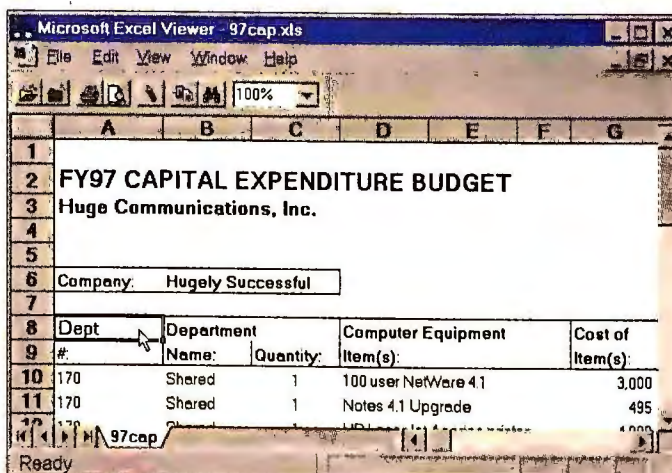 Microsoft Excel Viewer - 97cap.xls
File Edit View Window Help
100%
A B C D E F G
1
2 FY97 CAPITAL EXPENDITURE BUDGET
3 Huge Communications, Inc.
4
5
6 Company: Hugely Successful
7
8 Dept Department Computer Equipment Cost of
9 #: Name: Quantity: Item(s): Item(s):
10 170 Shared 1 100 user NetWare 4.1 3,000
11 170 Shared 1 Notes 4.1 Upgrade 495
97cap
Ready